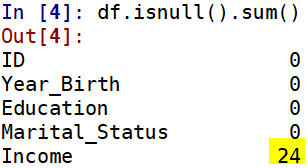 In [4]: df.isnull().sum()
Out[4]:
ID 0
Year_Birth 0
Education 0
Marital_Status 0
Income 24